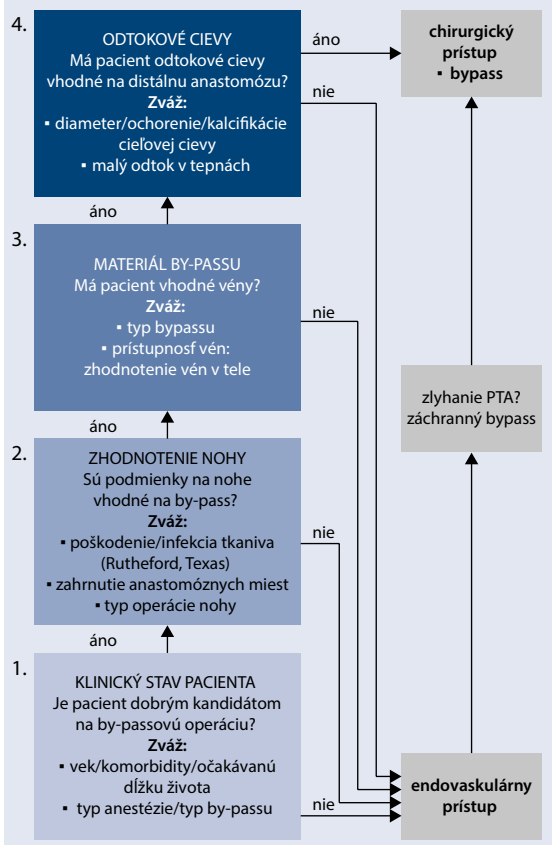 4.
ODTOKOVÉ CIEVY
Má pacient odtokové cievy
vhodné na distálnu anastomózu?
Zváž:
▪ diameter/ochorenie/kalcifikácie
cieľovej cievy
▪ malý odtok v tepnách
áno
nie
chirurgický
prístup
▪ bypass
áno
3.
MATERIÁL BY-PASSU
Má pacient vhodné vény?
Zváž:
▪ typ bypassu
▪ prístupnosť vén:
zhodnotenie vén v tele
nie
zlyhanie PTA?
záchranný bypass
áno
2.
ZHODNOTENIE NOHY
Sú podmienky na nohe
vhodné na by-pass?
Zváž:
▪ poškodenie/infekcia tkaniva
(Rutheford, Texas)
▪ zahrnutie anastomóznych miest
▪ typ operácie nohy
nie
áno
1.
KLINICKÝ STAV PACIENTA
Je pacient dobrým kandidátom
na by-passovú operáciu?
Zváž:
▪ vek/komorbidity/očakávanú
dĺžku života
▪ typ anestézie/typ by-passu
nie
endovaskulárny
prístup